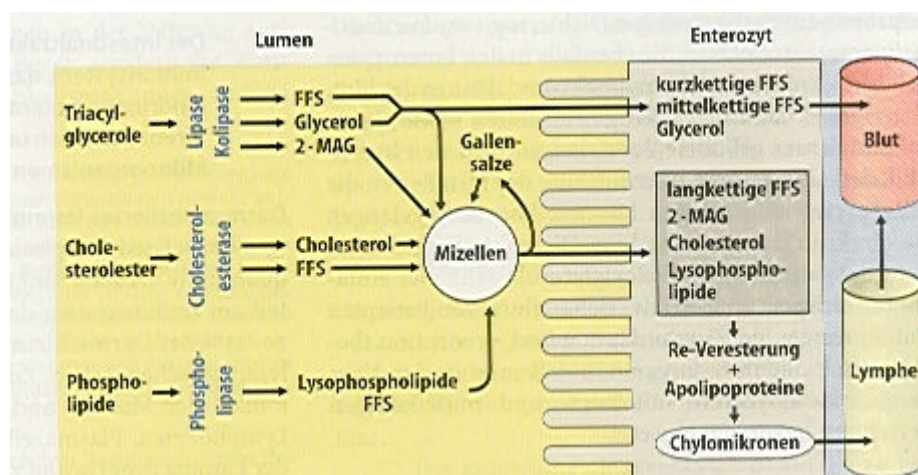 Lumen
Enterozyt
Triacyl-
glycerole
Lipase
Kolipase
FFS
Glycerol
2-MAG
Gallen-
salze
kurzkettige FFS
mittelkettige FFS
Glycerol
Blut
Chole-
sterolester
Cholesterol-
esterase
Cholesterol
FFS
Mizellen
langkettige FFS
2-MAG
Cholesterol
Lysophospho-
lipide
Phospho-
lipide
Phospho-
lipase
Lysophospholipide
FFS
Re-Veresterung
+
Apolipoproteine
Chylomikronen
Lymphe